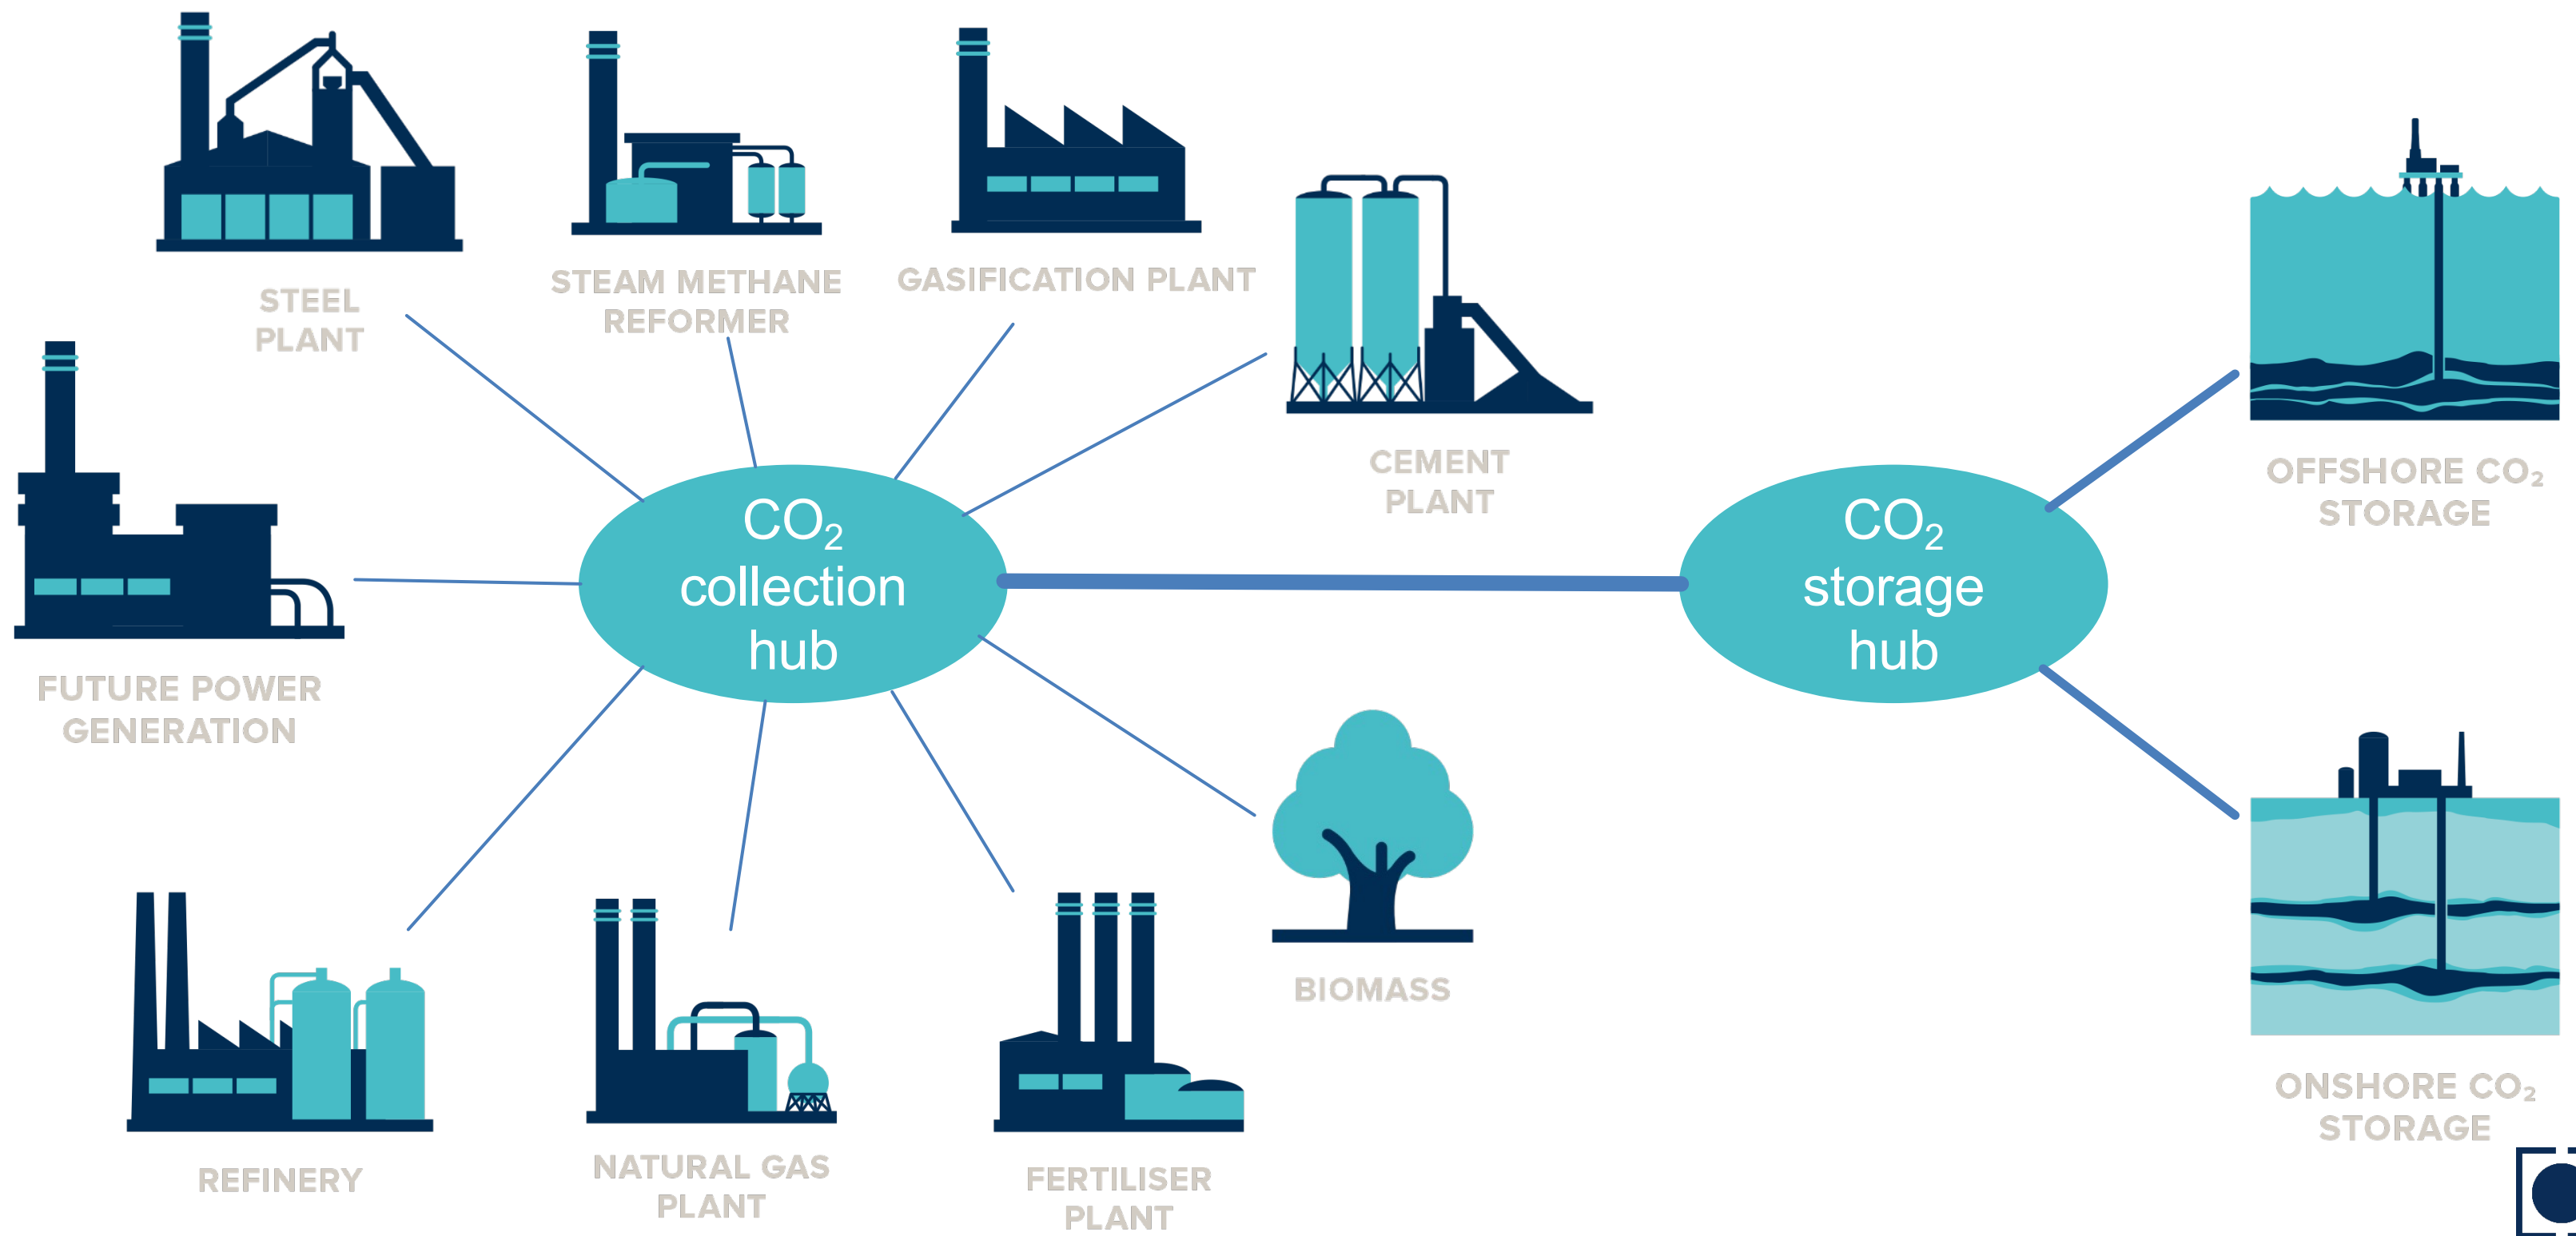 STEEL
PLANT
STEAM METHANE
REFORMER
GASIFICATION PLANT
CEMENT
PLANT
FUTURE POWER
GENERATION
CO₂
collection
hub
CO₂
storage
hub
OFFSHORE CO₂
STORAGE
REFINERY
NATURAL GAS
PLANT
FERTILISER
PLANT
BIOMASS
ONSHORE CO₂
STORAGE